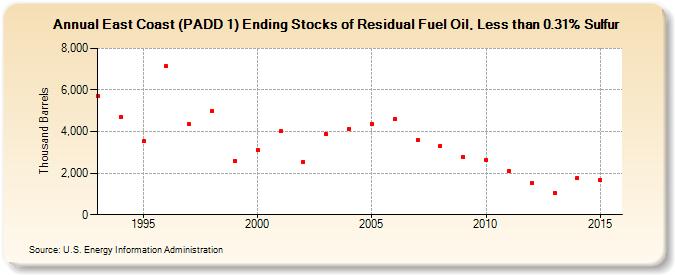 Annual East Coast (PADD 1) Ending Stocks of Residual Fuel Oil, Less than 0.31% Sulfur
Thousand Barrels
8,000
6,000
4,000
2,000
0
1995 2000 2005 2010 2015
Source: U.S. Energy Information Administration